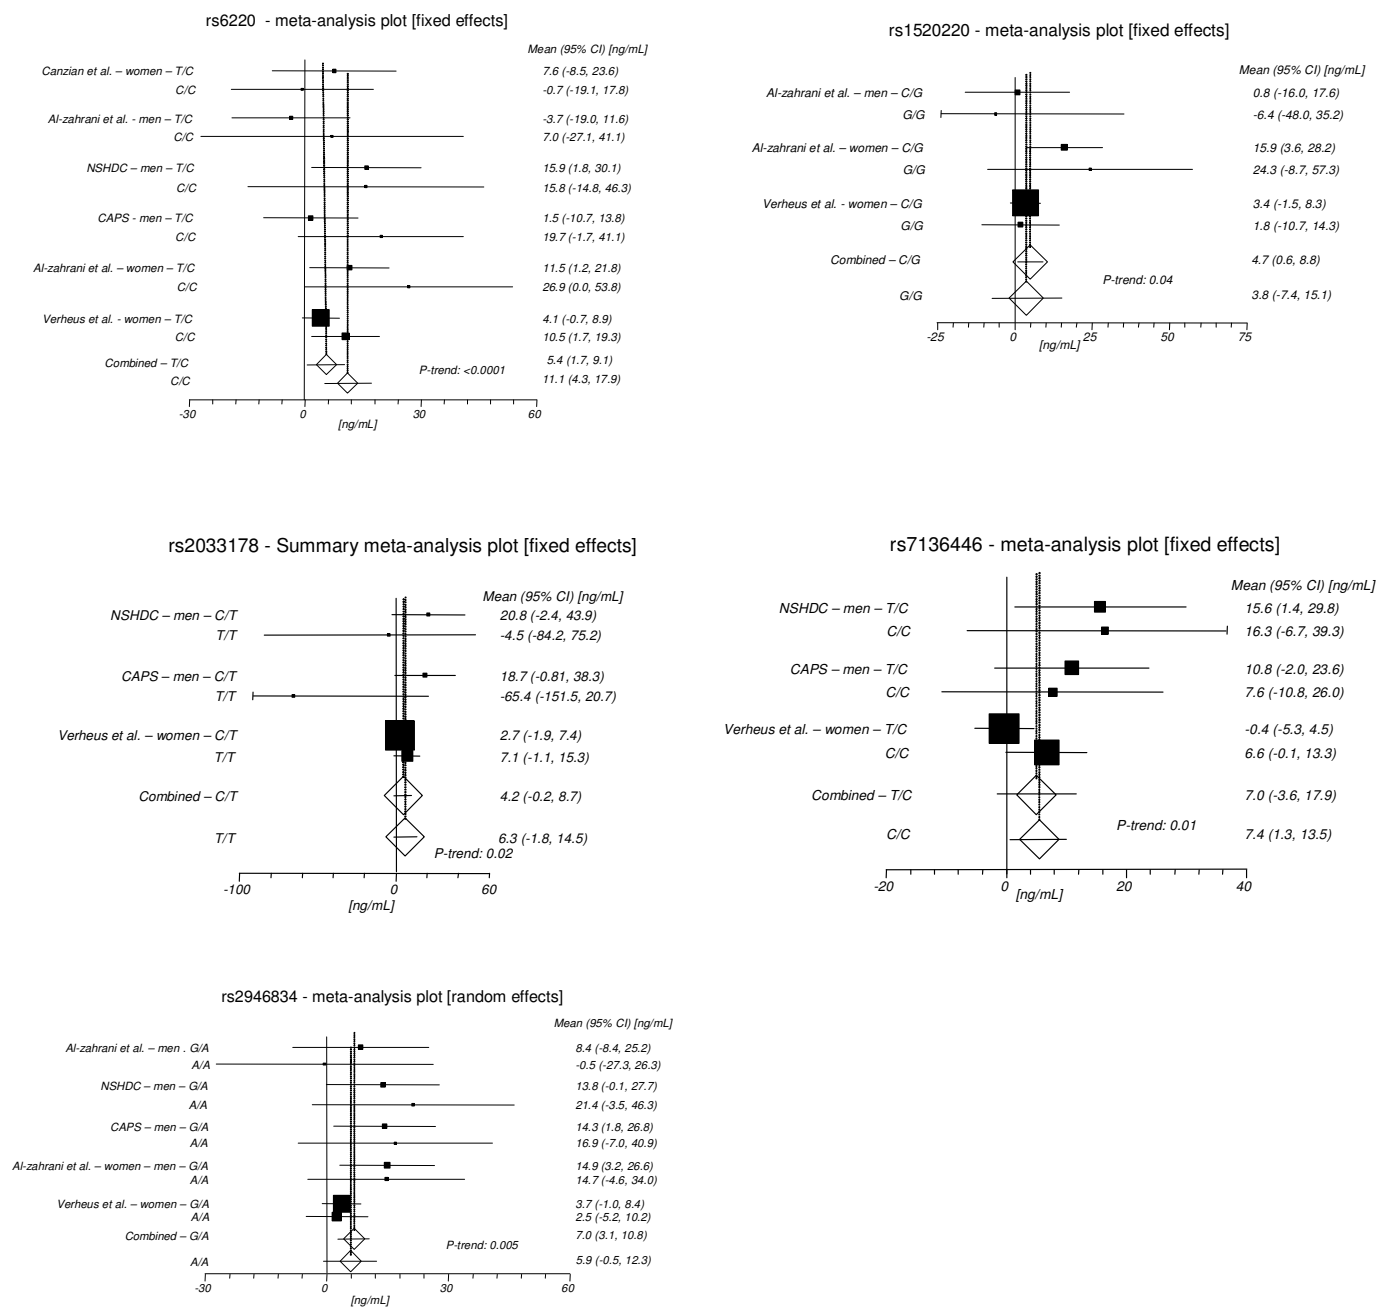 rs6220 - meta-analysis plot [fixed effects]
Mean (95% CI) [ng/mL]
Canzian et al. – women – T/C 7.6 (-8.5, 23.6)
C/C -0.7 (-19.1, 17.8)
Al-zahrani et al. - men – T/C -3.7 (-19.0, 11.6)
C/C 7.0 (-27.1, 41.1)
NSHDC – men – T/C 15.9 (1.8, 30.1)
C/C 15.8 (-14.8, 46.3)
CAPS - men – T/C 1.5 (-10.7, 13.8)
C/C 19.7 (-1.7, 41.1)
Al-zahrani et al. – women – T/C 11.5 (1.2, 21.8)
C/C 26.9 (0.0, 53.8)
Verheus et al. - women – T/C 4.1 (-0.7, 8.9)
C/C 10.5 (1.7, 19.3)
Combined – T/C 5.4 (1.7, 9.1)
P-trend: <0.0001
C/C 11.1 (4.3, 17.9)
-30 0 30 60
[ng/mL]
rs1520220 - meta-analysis plot [fixed effects]
Mean (95% CI) [ng/mL]
Al-zahrani et al. – men – C/G 0.8 (-16.0, 17.6)
G/G -6.4 (-48.0, 35.2)
Al-zahrani et al. – women – C/G 15.9 (3.6, 28.2)
G/G 24.3 (-8.7, 57.3)
Verheus et al. - women – C/G 3.4 (-1.5, 8.3)
G/G 1.8 (-10.7, 14.3)
Combined – C/G 4.7 (0.6, 8.8)
P-trend: 0.04
G/G 3.8 (-7.4, 15.1)
-25 0 25 50 75
[ng/mL]
rs2033178 - Summary meta-analysis plot [fixed effects]
Mean (95% CI) [ng/mL]
NSHDC – men – C/T 20.8 (-2.4, 43.9)
T/T -4.5 (-84.2, 75.2)
CAPS – men – C/T 18.7 (-0.81, 38.3)
T/T -65.4 (-151.5, 20.7)
Verheus et al. – women – C/T 2.7 (-1.9, 7.4)
T/T 7.1 (-1.1, 15.3)
Combined – C/T 4.2 (-0.2, 8.7)
T/T 6.3 (-1.8, 14.5)
P-trend: 0.02
-100 0 60
[ng/mL]
rs7136446 - meta-analysis plot [fixed effects]
Mean (95% CI) [ng/mL]
NSHDC – men – T/C 15.6 (1.4, 29.8)
C/C 16.3 (-6.7, 39.3)
CAPS – men – T/C 10.8 (-2.0, 23.6)
C/C 7.6 (-10.8, 26.0)
Verheus et al. – women – T/C -0.4 (-5.3, 4.5)
C/C 6.6 (-0.1, 13.3)
Combined – T/C 7.0 (-3.6, 17.9)
P-trend: 0.01
C/C 7.4 (1.3, 13.5)
-20 0 20 40
[ng/mL]
rs2946834 - meta-analysis plot [random effects]
Mean (95% CI) [ng/mL]
Al-zahrani et al. – men . G/A 8.4 (-8.4, 25.2)
A/A -0.5 (-27.3, 26.3)
NSHDC – men – G/A 13.8 (-0.1, 27.7)
A/A 21.4 (-3.5, 46.3)
CAPS – men – G/A 14.3 (1.8, 26.8)
A/A 16.9 (-7.0, 40.9)
Al-zahrani et al. – women – men – G/A 14.9 (3.2, 26.6)
A/A 14.7 (-4.6, 34.0)
Verheus et al. – women – G/A 3.7 (-1.0, 8.4)
A/A 2.5 (-5.2, 10.2)
Combined – G/A 7.0 (3.1, 10.8)
P-trend: 0.005
A/A 5.9 (-0.5, 12.3)
-30 0 30 60
[ng/mL]